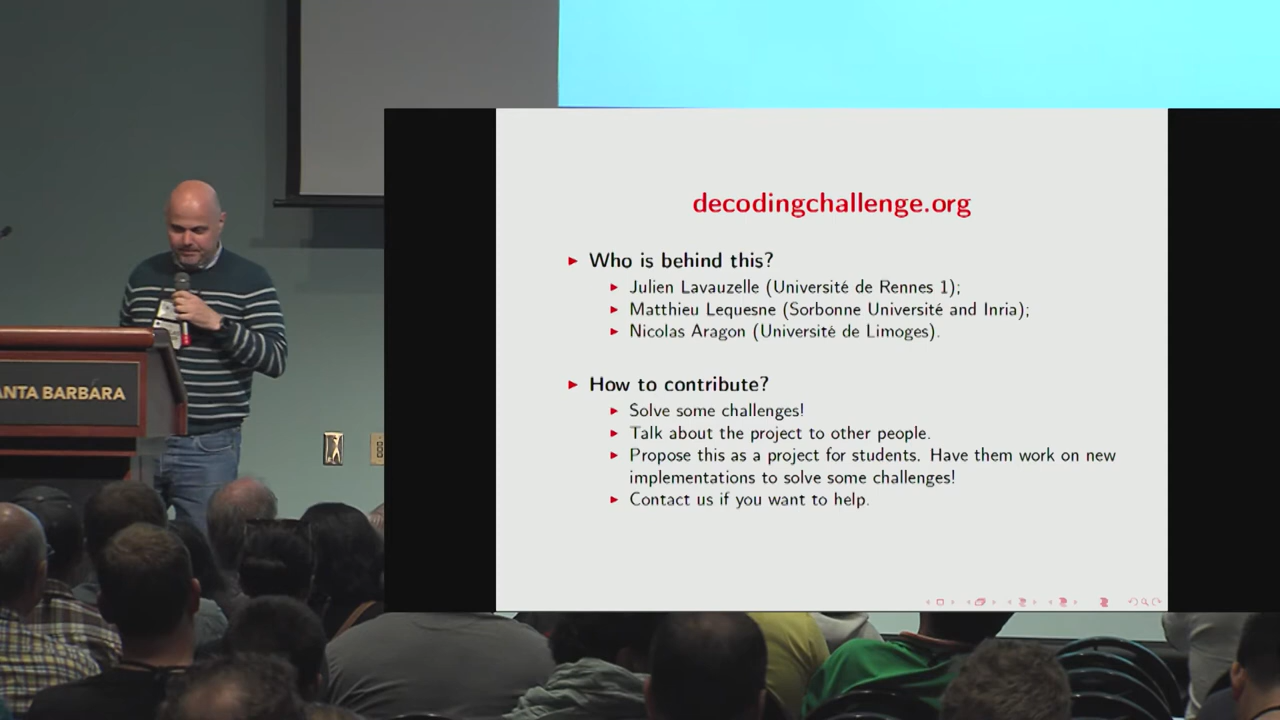 decodingchallenge.org
Who is behind this?
Julien Lavauzelle (Université de Rennes 1);
Matthieu Lequesne (Sorbonne Université and Inria);
Nicolas Aragon (Université de Limoges).
How to contribute?
Solve some challenges!
Talk about the project to other people.
Propose this as a project for students. Have them work on new
implementations to solve some challenges!
Contact us if you want to help.
ANTA BARBARA